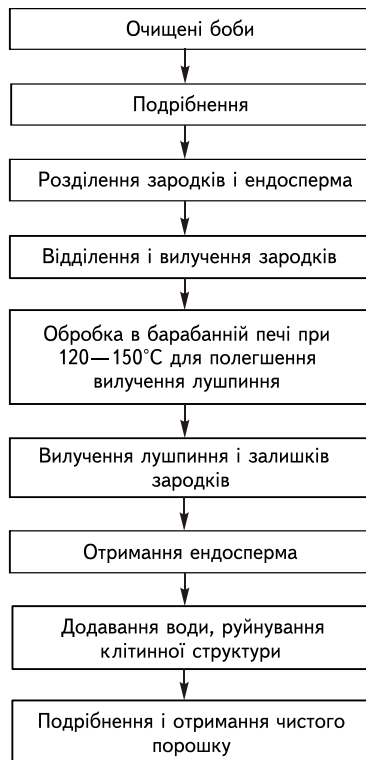 Очищені боби
Подрібнення
Розділення зародків і ендосперма
Відділення і вилучення зародків
Обробка в барабанній печі при
120—150°С для полегшення
вилучення лушпиння
Вилучення лушпиння і залишків
зародків
Отримання ендосперма
Додавання води, руйнування
клітинної структури
Подрібнення і отримання чистого
порошку